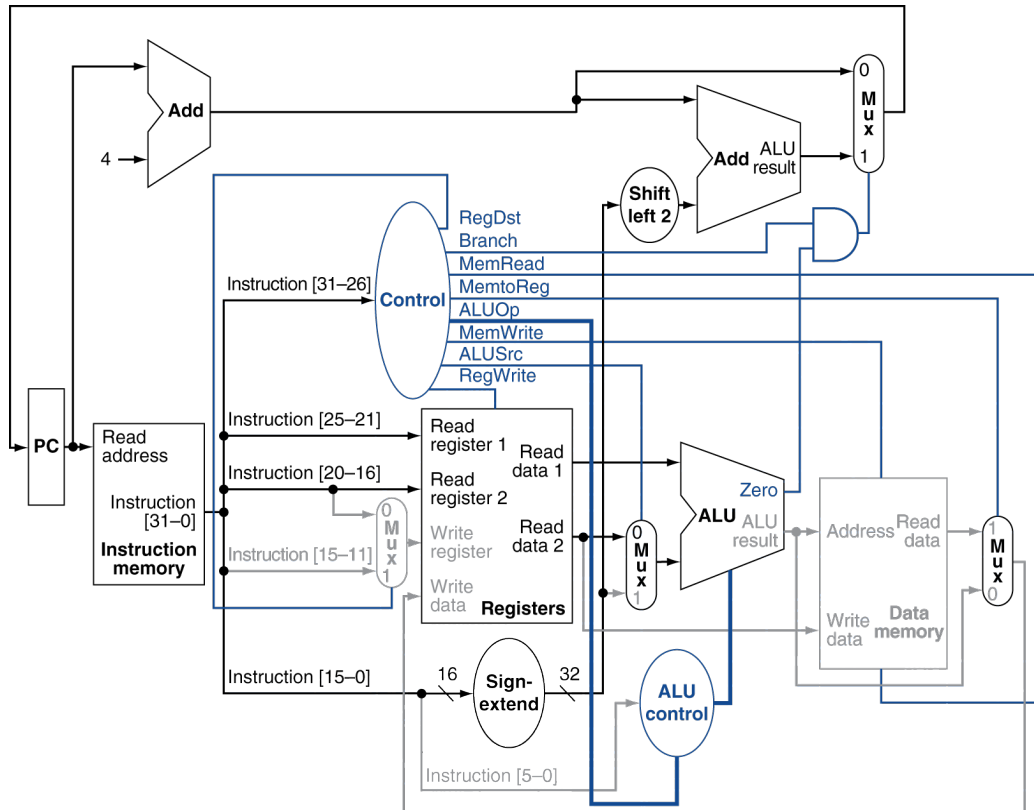 0
M
u
x
1
Add
4
Add
ALU
result
Shift
left 2
RegDst
Branch
MemRead
MemtoReg
ALUOp
MemWrite
ALUSrc
RegWrite
Control
Instruction [31–26]
Instruction [25–21]
Instruction [20–16]
Instruction [15–11]
Instruction [15–0]
Instruction [5–0]
PC
Read
address
Instruction
[31–0]
Instruction
memory
0
M
u
x
1
Read
register 1
Read
register 2
Write
register
Write
data
Read
data 1
Read
data 2
Registers
0
M
u
x
1
Zero
ALU
ALU
result
Address
Read
data
Write
data
Data
memory
1
M
u
x
0
16
Sign-
extend
32
ALU
control